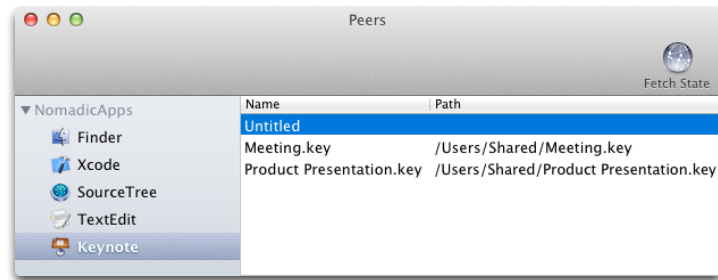 Peers
Fetch State
NomadicApps
Finder
Xcode
SourceTree
TextEdit
Keynote
Name Path
Untitled
Meeting.key /Users/Shared/Meeting.key
Product Presentation.key /Users/Shared/Product Presentation.key